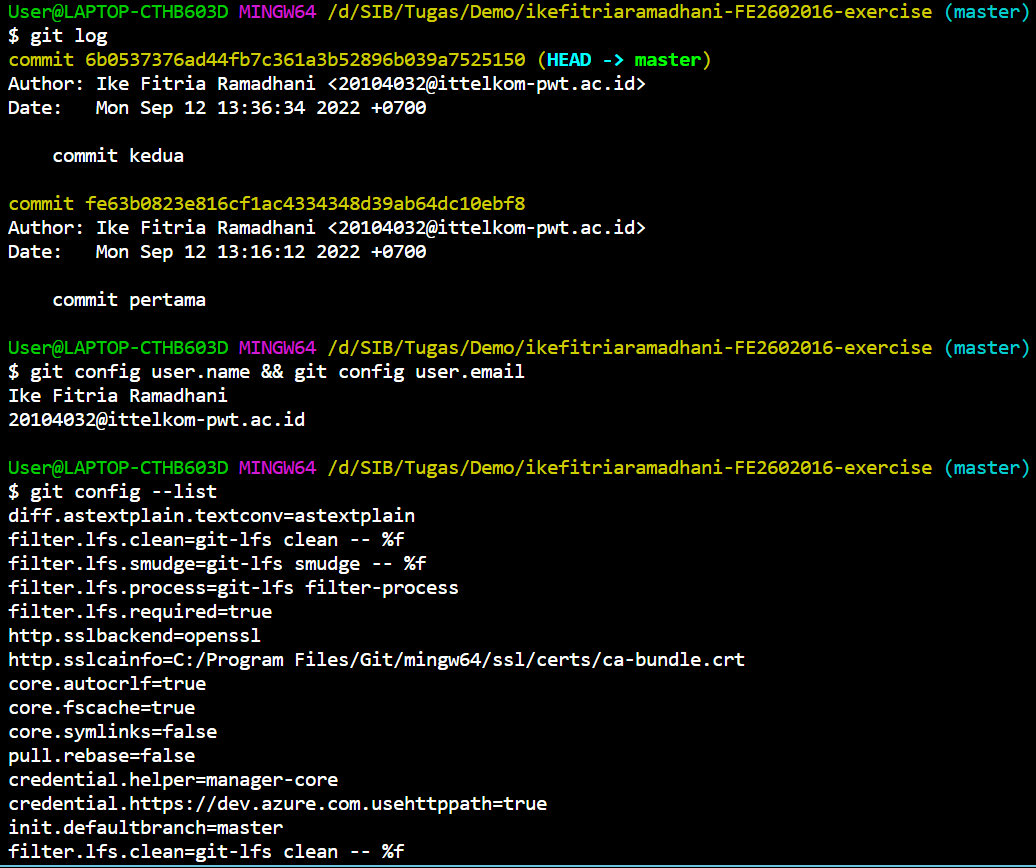 User@LAPTOP-CTHB603D MINGW64 /d/SIB/Tugas/Demo/ikefitriaramadhani-FE2602016-exercise (master)
$ git log
commit 6b0537376ad44fb7c361a3b52896b039a7525150 (HEAD -> master)
Author: Ike Fitria Ramadhani <20104032@ittelkom-pwt.ac.id>
Date:   Mon Sep 12 13:36:34 2022 +0700

    commit kedua

commit fe63b0823e816cf1ac4334348d39ab64dc10ebf8
Author: Ike Fitria Ramadhani <20104032@ittelkom-pwt.ac.id>
Date:   Mon Sep 12 13:16:12 2022 +0700

    commit pertama

User@LAPTOP-CTHB603D MINGW64 /d/SIB/Tugas/Demo/ikefitriaramadhani-FE2602016-exercise (master)
$ git config user.name && git config user.email
Ike Fitria Ramadhani
20104032@ittelkom-pwt.ac.id

User@LAPTOP-CTHB603D MINGW64 /d/SIB/Tugas/Demo/ikefitriaramadhani-FE2602016-exercise (master)
$ git config --list
diff.astextplain.textconv=astextplain
filter.lfs.clean=git-lfs clean -- %f
filter.lfs.smudge=git-lfs smudge -- %f
filter.lfs.process=git-lfs filter-process
filter.lfs.required=true
http.sslbackend=openssl
http.sslcainfo=C:/Program Files/Git/mingw64/ssl/certs/ca-bundle.crt
core.autocrlf=true
core.fscache=true
core.symlinks=false
pull.rebase=false
credential.helper=manager-core
credential.https://dev.azure.com.usehttppath=true
init.defaultbranch=master
filter.lfs.clean=git-lfs clean -- %f